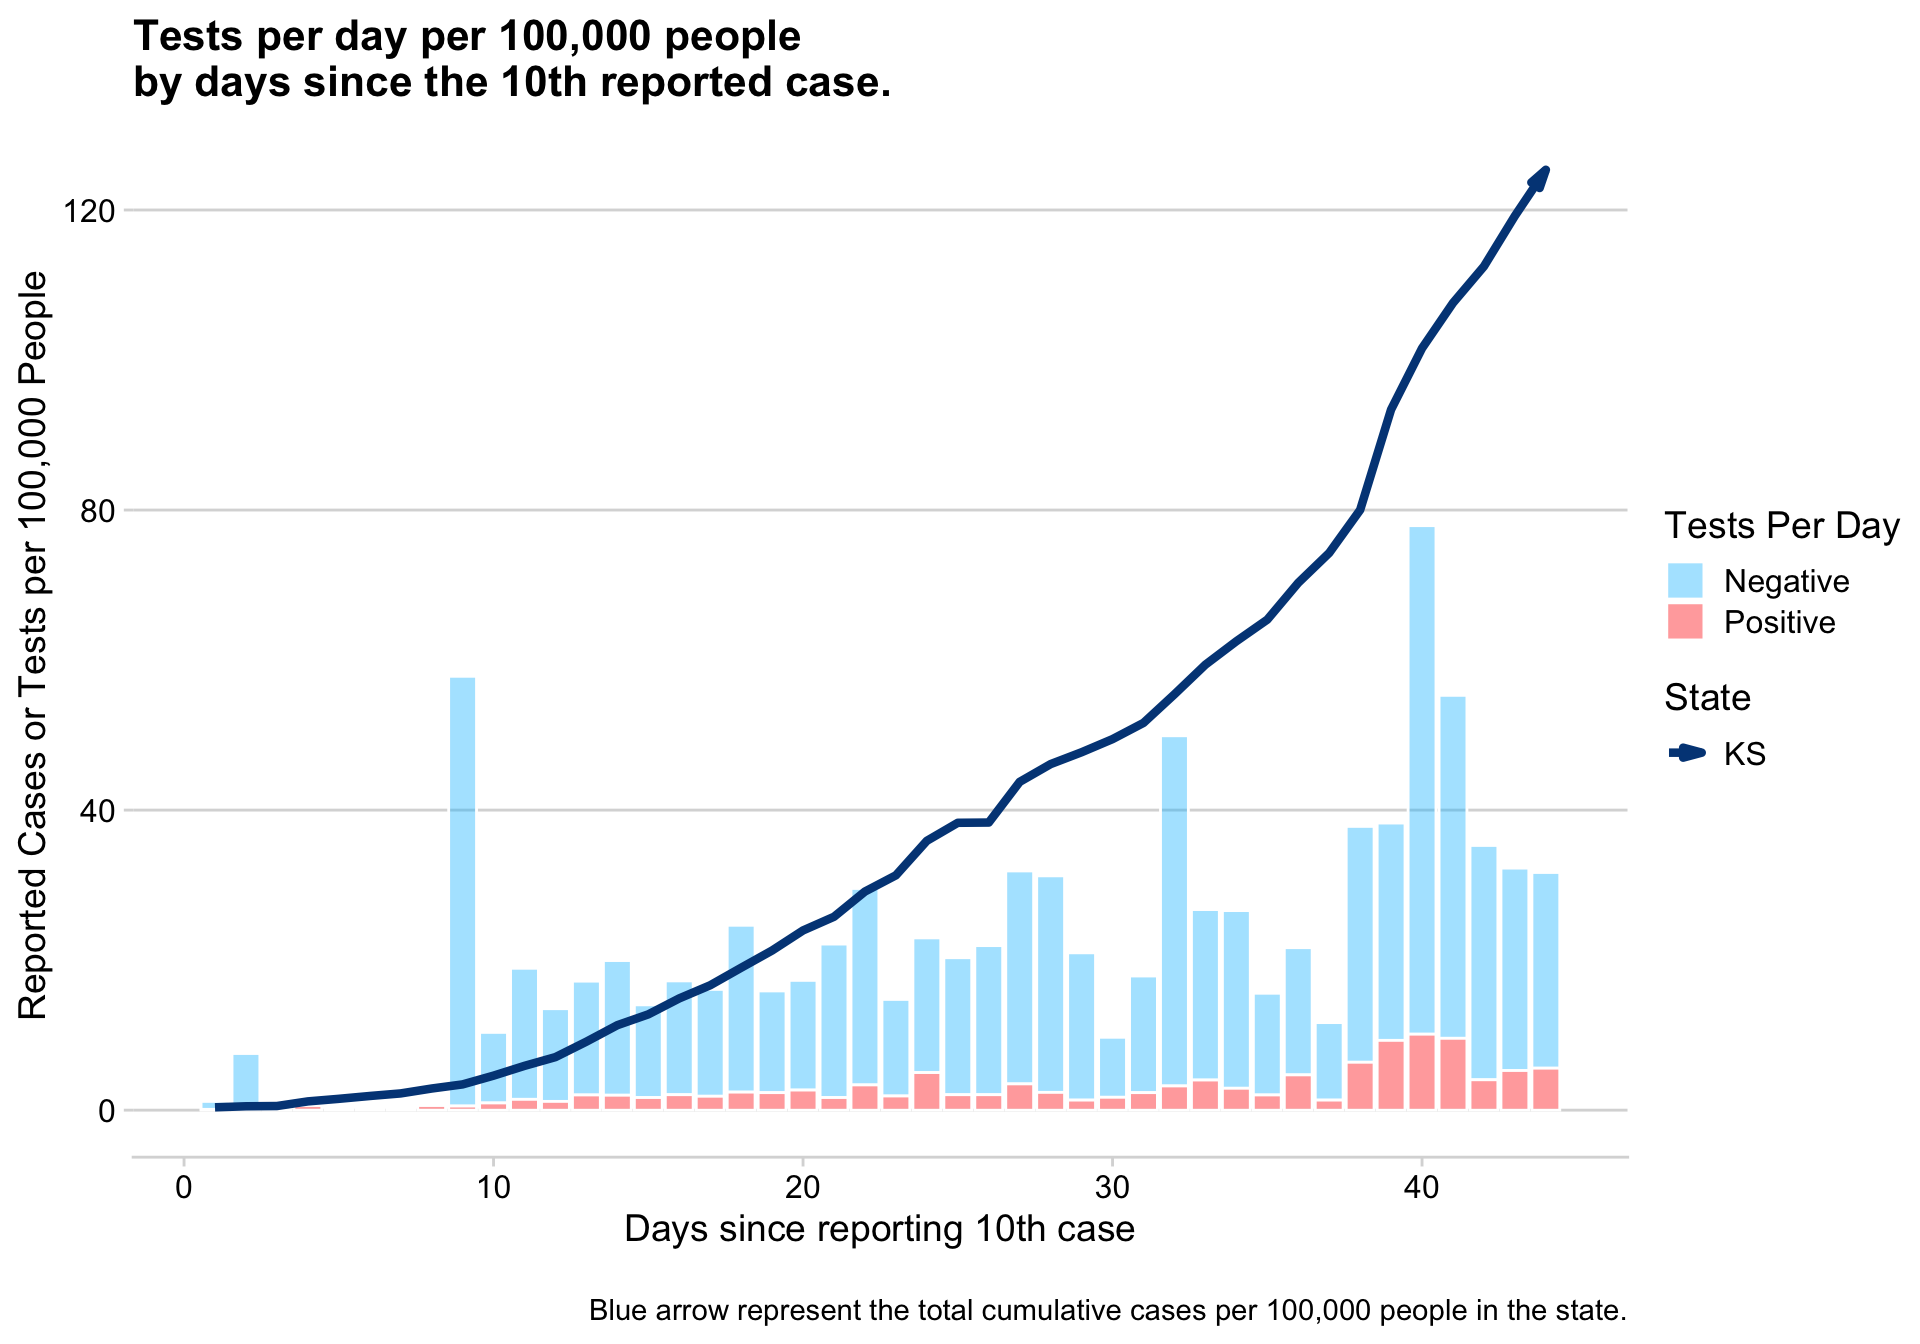 Tests per day per 100,000 people
by days since the 10th reported case.
Reported Cases or Tests per 100,000 People
120
80
40
0
0
10
20
30
40
Days since reporting 10th case
Tests Per Day
Negative
Positive
State
KS
Blue arrow represent the total cumulative cases per 100,000 people in the state.